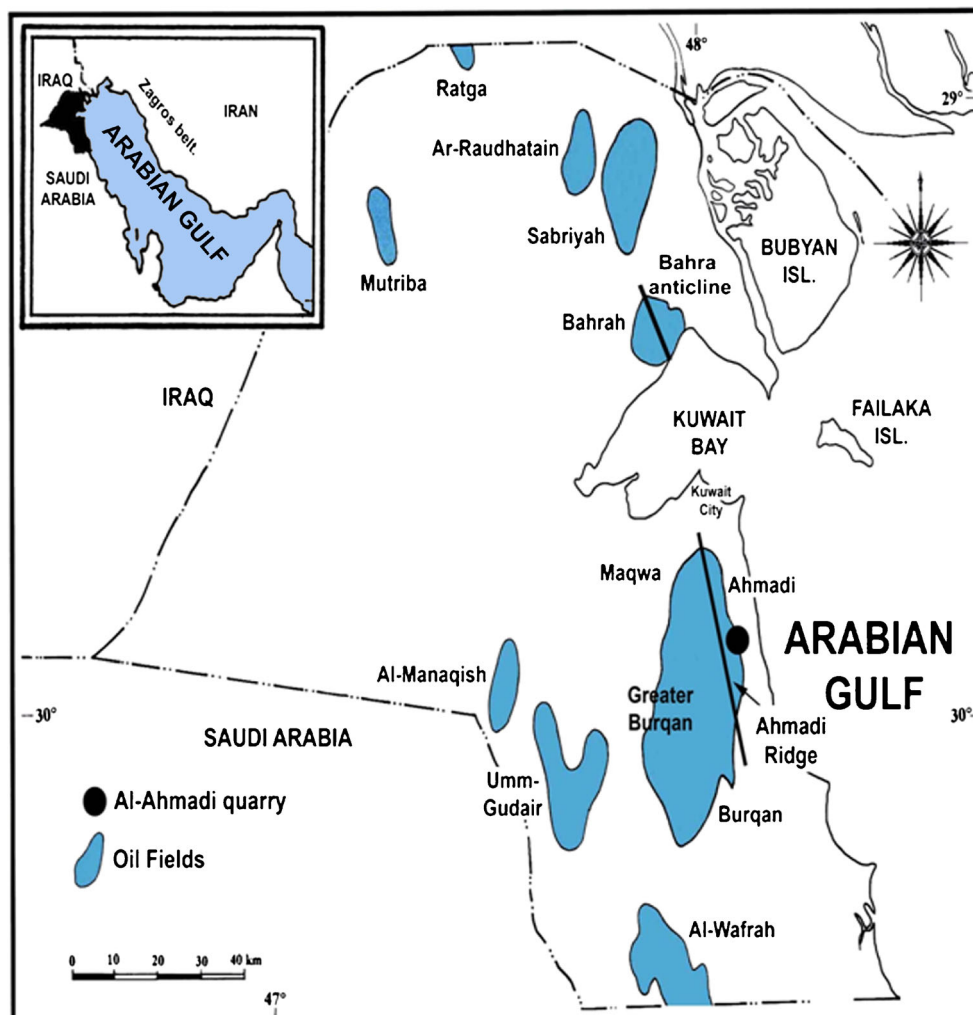 IRAQ
IRAN
Zagros belt.
SAUDI
ARABIA
ARABIAN GULF
48°
29°
Ratga
Ar-Raudhatain
Sabriyah
Mutriba
BUBYAN
ISL.
Bahra
anticline
Bahrah
IRAQ
KUWAIT
BAY
FAILAKA
ISL.
Kuwait
City
Maqwa
Ahmadi
ARABIAN
GULF
Al-Manaqish
Greater
Burqan
30°
30°
SAUDI ARABIA
Ahmadi
Ridge
Umm-
Gudair
Burqan
Al-Ahmadi quarry
Oil Fields
Al-Wafrah
0 10 20 30 40 km
47°